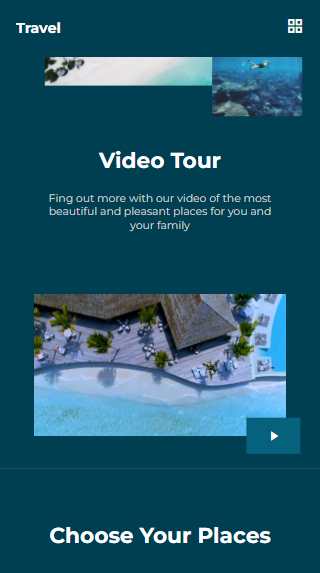 Travel
Video Tour
Fing out more with our video of the most
beautiful and pleasant places for you and
your family
Choose Your Places